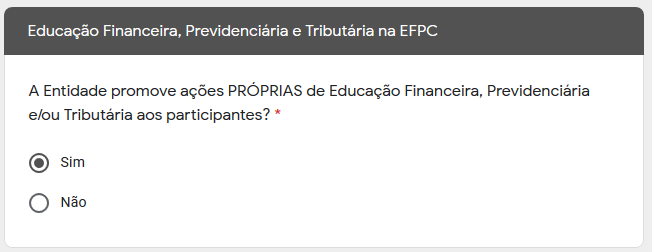 Educação Financeira, Previdenciária e Tributária na EFPC
A Entidade promove ações PRÓPRIAS de Educação Financeira, Previdenciária
e/ou Tributária aos participantes? *
Sim
Não